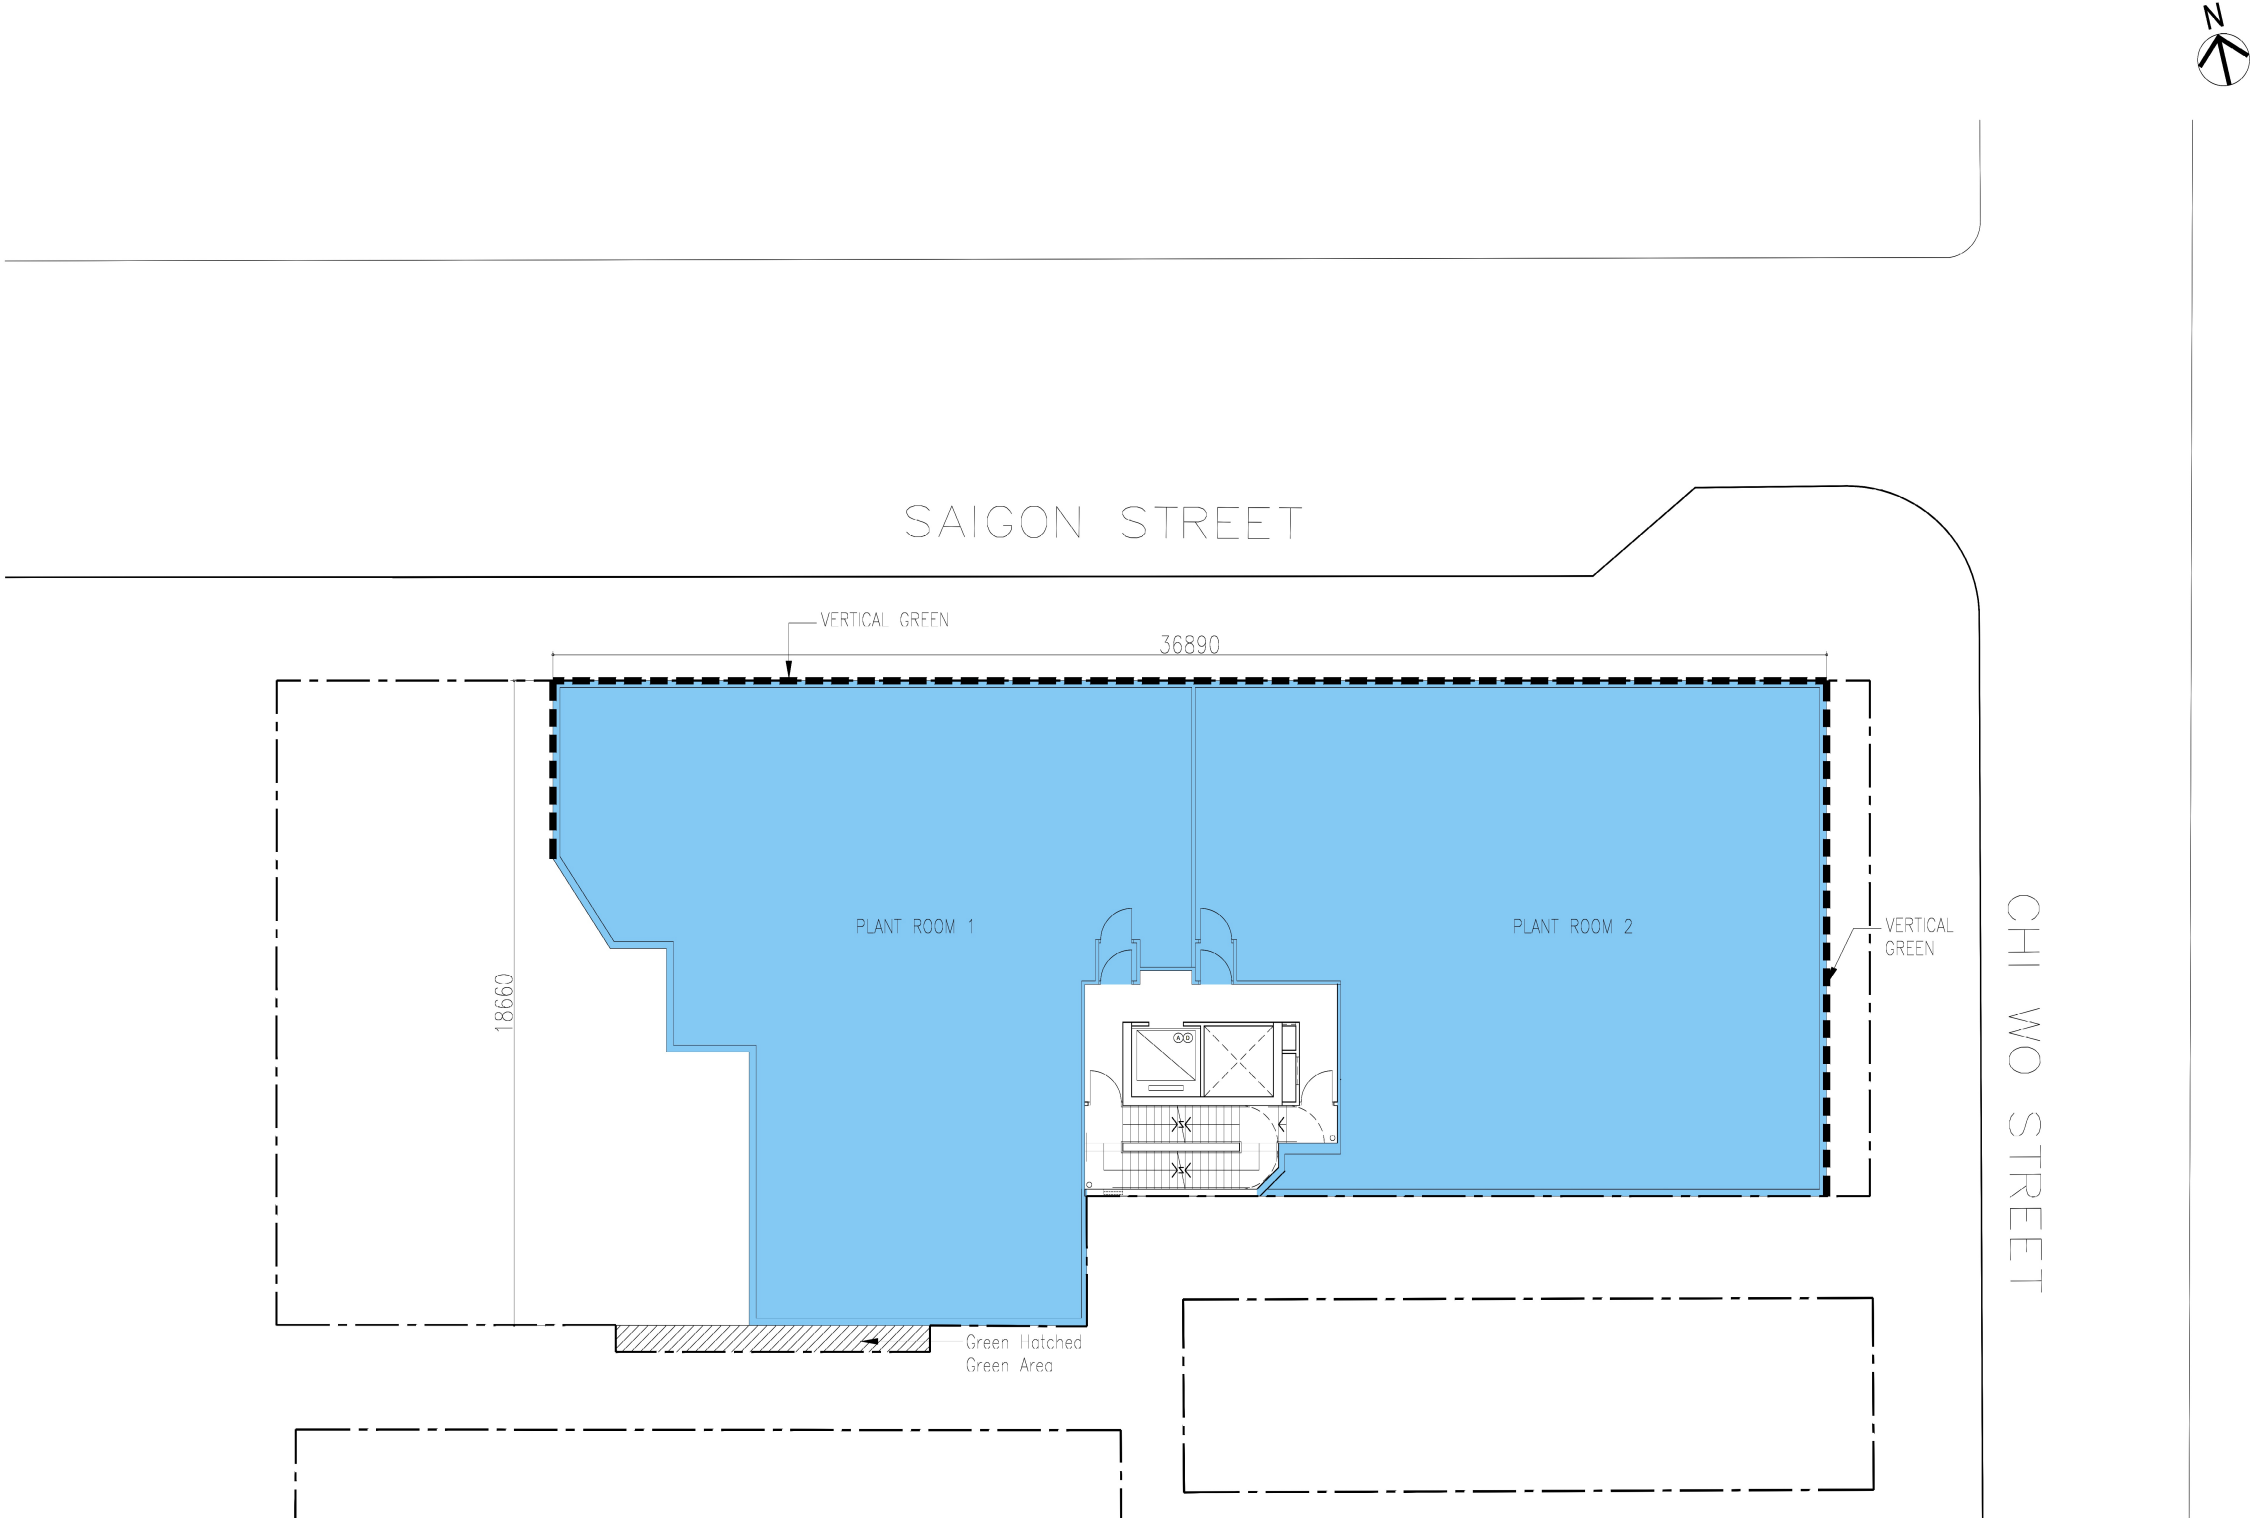 N
SAIGON STREET
VERTICAL GREEN
36890
18660
PLANT ROOM 1
PLANT ROOM 2
VERTICAL
GREEN
CHI WO STREET
A D
Green Hatched
Green Area